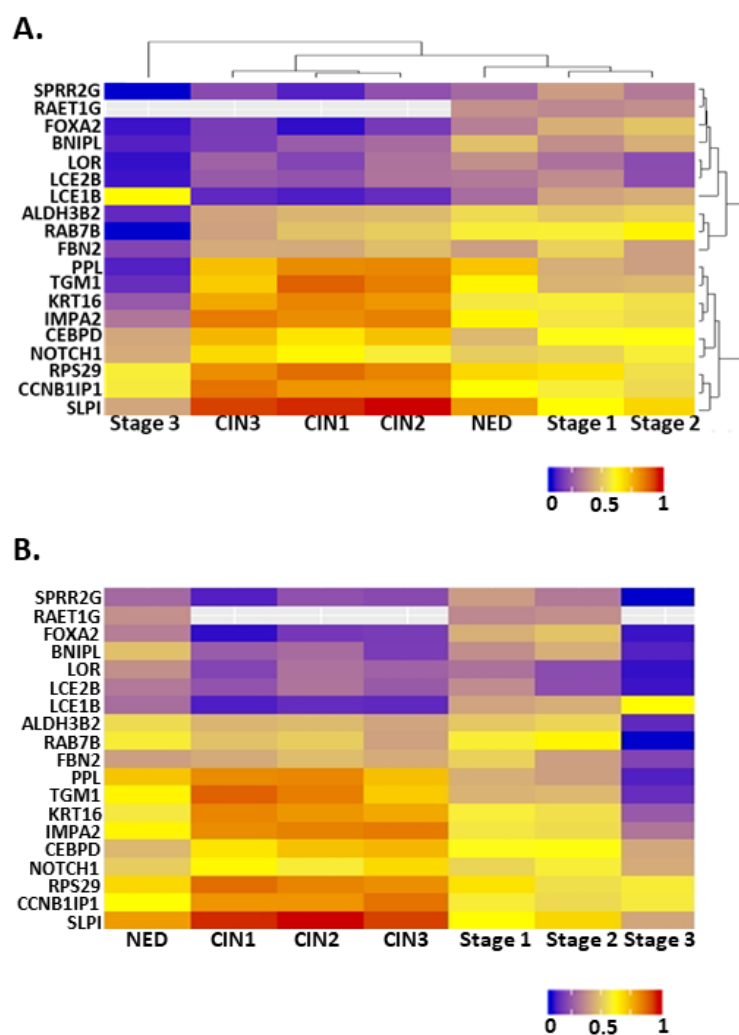 A.
SPRR2G
RAET1G
FOXA2
BNIPL
LOR
LCE2B
LCE1B
ALDH3B2
RAB7B
FBN2
PPL
TGM1
KRT16
IMPA2
CEBPD
NOTCH1
RPS29
CCNB1IP1
SLPI
Stage 3 CIN3 CIN1 CIN2 NED Stage 1 Stage 2
0 0.5 1
B.
SPRR2G
RAET1G
FOXA2
BNIPL
LOR
LCE2B
LCE1B
ALDH3B2
RAB7B
FBN2
PPL
TGM1
KRT16
IMPA2
CEBPD
NOTCH1
RPS29
CCNB1IP1
SLPI
NED CIN1 CIN2 CIN3 Stage 1 Stage 2 Stage 3
0 0.5 1